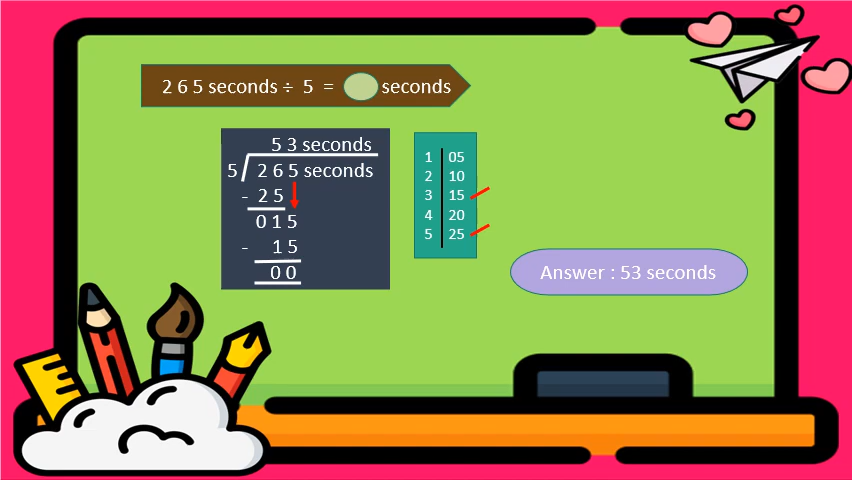 2 6 5 seconds ÷ 5 = seconds
5 3 seconds
5 2 6 5 seconds
- 2 5
0 1 5
- 1 5
0 0
1 05
2 10
3 15
4 20
5 25
Answer : 53 seconds